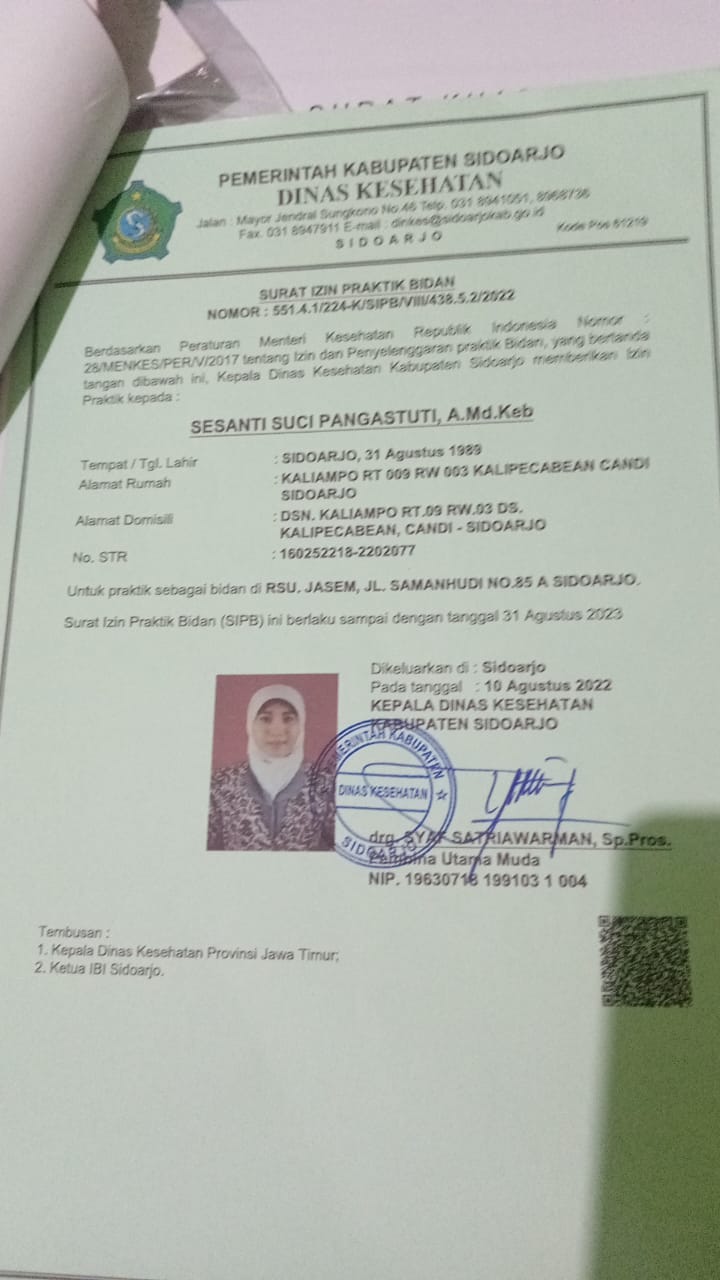 PEMERINTAH KABUPATEN SIDOARJO
DINAS KESEHATAN
Jalan : Mayor Jendral Sungkono No.46 Telp. 031 8941051, 8968736
Fax. 031 8947911 E-mail : dinkes@sidoarjokab.go.id
SIDOARJO
Kode Pos 61219
SURAT IZIN PRAKTIK BIDAN
NOMOR : 551.4.1/224-K/SIPB/VIII/438.5.2/2022
Berdasarkan Peraturan Menteri Kesehatan Republik Indonesia Nomor :
28/MENKES/PER/V/2017 tentang Izin dan Penyelenggaran praktik Bidan, yang bertanda
tangan dibawah ini, Kepala Dinas Kesehatan Kabupaten Sidoarjo memberikan Izin
Praktik kepada :
SESANTI SUCI PANGASTUTI, A.Md.Keb
Tempat / Tgl. Lahir : SIDOARJO, 31 Agustus 1989
Alamat Rumah : KALIAMPO RT 009 RW 003 KALIPECABEAN CANDI
SIDOARJO
Alamat Domisili : DSN. KALIAMPO RT.09 RW.03 DS.
KALIPECABEAN, CANDI - SIDOARJO
No. STR : 160252218-2202077
Untuk praktik sebagai bidan di RSU. JASEM, JL. SAMANHUDI NO.85 A SIDOARJO.
Surat Izin Praktik Bidan (SIPB) ini berlaku sampai dengan tanggal 31 Agustus 2023
Dikeluarkan di : Sidoarjo
Pada tanggal : 10 Agustus 2022
KEPALA DINAS KESEHATAN
KABUPATEN SIDOARJO
PEMERINTAH KABUPATEN
DINAS KESEHATAN
SIDOARJO
drg. SYAF SATRIAWARMAN, Sp.Pros.
Pembina Utama Muda
NIP. 19630718 199103 1 004
Tembusan :
1. Kepala Dinas Kesehatan Provinsi Jawa Timur;
2. Ketua IBI Sidoarjo.